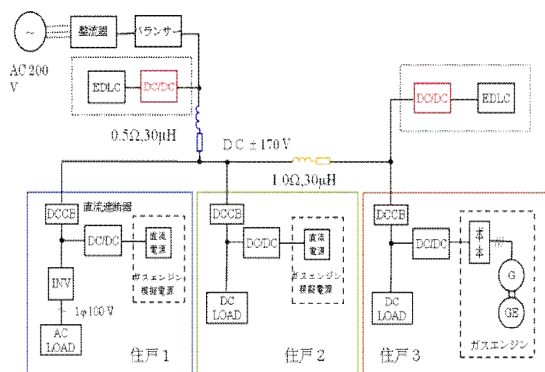 ~
整流器
バランサー
AC 200
V
EDLC
DC/DC
DC/DC
EDLC
0.5Ω,30μH
DC ±170V
1.0Ω,30μH
DCCB
直流遮断器
DCCB
DCCB
DC/DC
直流
電源
DC/DC
直流
電源
DC/DC
ガスエンジン
模擬電源
ガスエンジン
模擬電源
INV
G
1φ100V
DC
LOAD
DC
LOAD
GE
AC
LOAD
ガスエンジン
住戸1
住戸2
住戸3